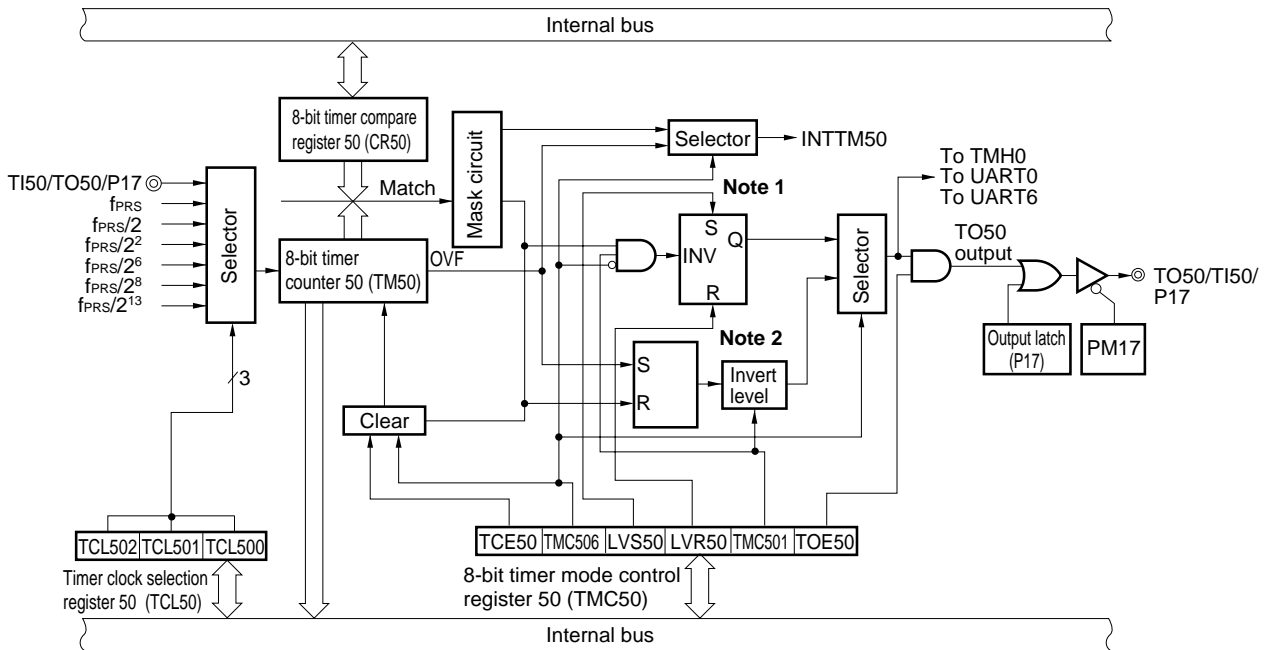 Internal bus
8-bit timer compare
register 50 (CR50)
Mask circuit
Selector
INTTM50
To TMH0
To UART0
To UART6
TI50/TO50/P17
Match
Note 1
fPRS
fPRS/2
fPRS/2²
fPRS/2⁶
fPRS/2⁸
fPRS/2¹³
Selector
8-bit timer
counter 50 (TM50)
OVF
S
INV
Q
R
Selector
TO50
output
TO50/TI50/
P17
Note 2
Output latch
(P17)
PM17
S
R
Invert
level
3
Clear
TCL502
TCL501
TCL500
TCE50
TMC506
LVS50
LVR50
TMC501
TOE50
Timer clock selection
register 50 (TCL50)
8-bit timer mode control
register 50 (TMC50)
Internal bus